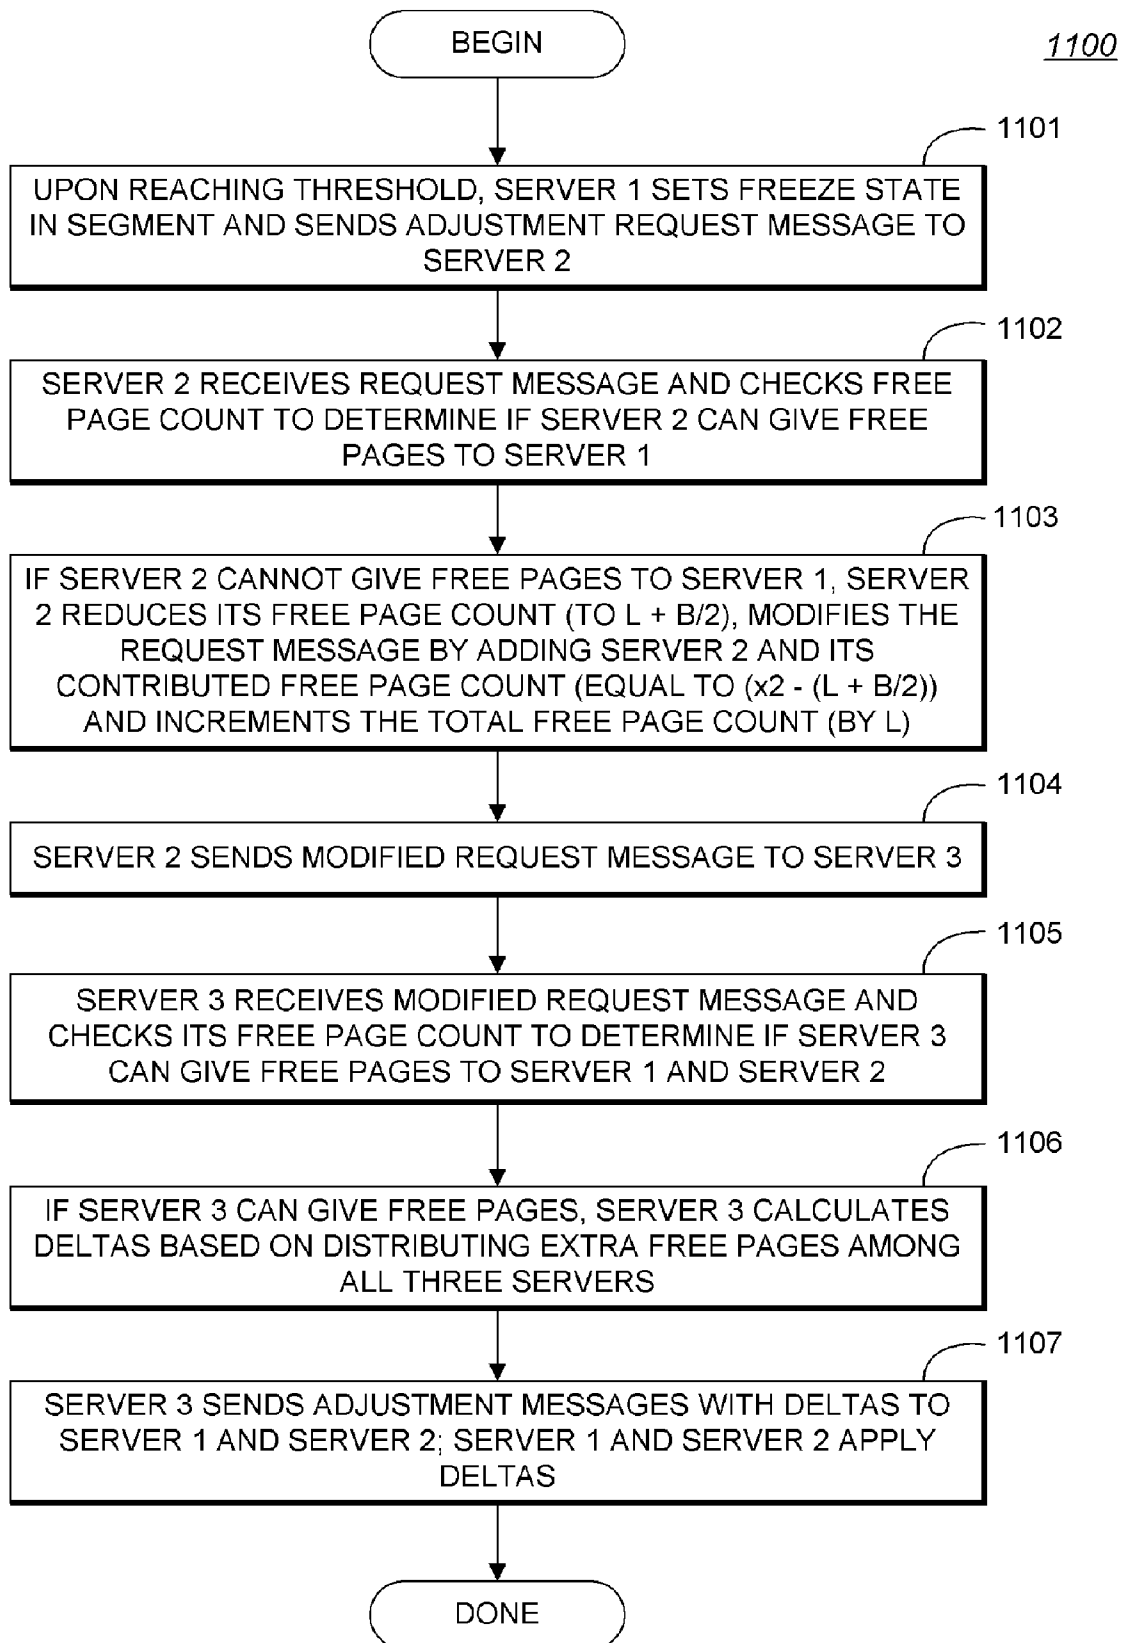 BEGIN
1100
1101
UPON REACHING THRESHOLD, SERVER 1 SETS FREEZE STATE
IN SEGMENT AND SENDS ADJUSTMENT REQUEST MESSAGE TO
SERVER 2
1102
SERVER 2 RECEIVES REQUEST MESSAGE AND CHECKS FREE
PAGE COUNT TO DETERMINE IF SERVER 2 CAN GIVE FREE
PAGES TO SERVER 1
1103
IF SERVER 2 CANNOT GIVE FREE PAGES TO SERVER 1, SERVER
2 REDUCES ITS FREE PAGE COUNT (TO L + B/2), MODIFIES THE
REQUEST MESSAGE BY ADDING SERVER 2 AND ITS
CONTRIBUTED FREE PAGE COUNT (EQUAL TO (x2 - (L + B/2))
AND INCREMENTS THE TOTAL FREE PAGE COUNT (BY L)
1104
SERVER 2 SENDS MODIFIED REQUEST MESSAGE TO SERVER 3
1105
SERVER 3 RECEIVES MODIFIED REQUEST MESSAGE AND
CHECKS ITS FREE PAGE COUNT TO DETERMINE IF SERVER 3
CAN GIVE FREE PAGES TO SERVER 1 AND SERVER 2
1106
IF SERVER 3 CAN GIVE FREE PAGES, SERVER 3 CALCULATES
DELTAS BASED ON DISTRIBUTING EXTRA FREE PAGES AMONG
ALL THREE SERVERS
1107
SERVER 3 SENDS ADJUSTMENT MESSAGES WITH DELTAS TO
SERVER 1 AND SERVER 2; SERVER 1 AND SERVER 2 APPLY
DELTAS
DONE